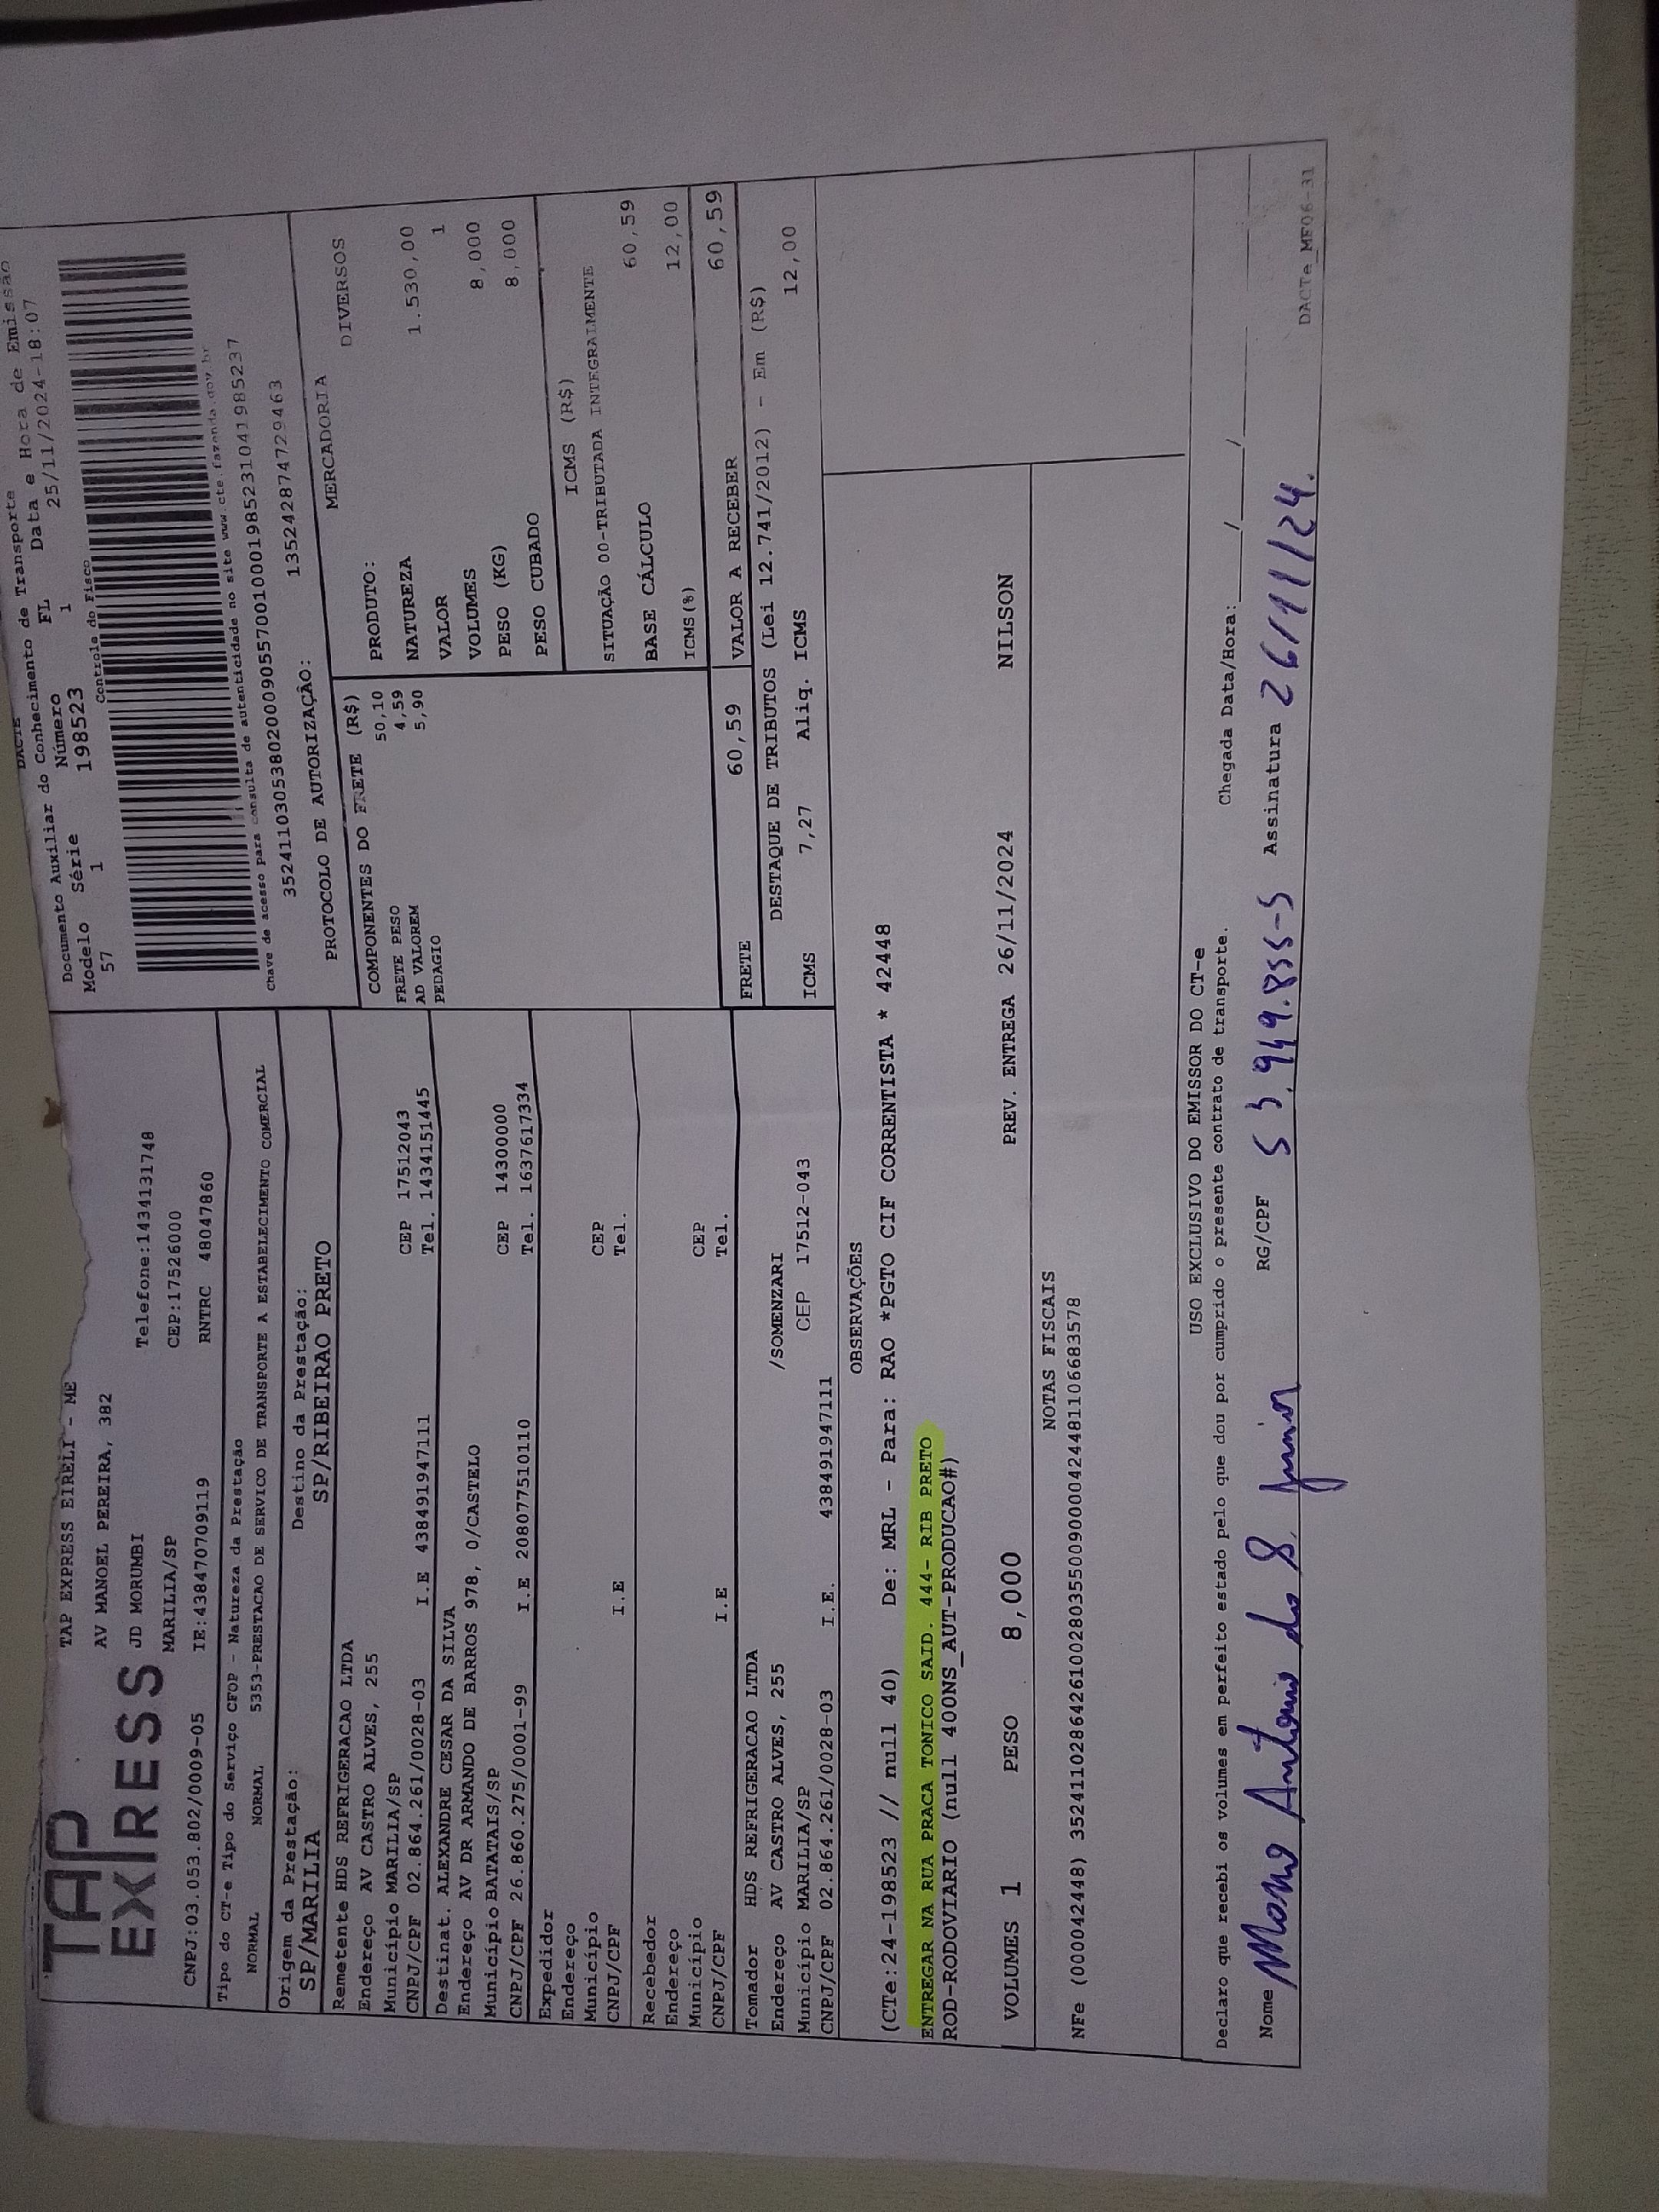 TAP
EXPRESS
TAP EXPRESS EIRELI - ME
AV MANOEL PEREIRA, 382
JD MORUMBI
Telefone:1434131748
MARILIA/SP
CEP:17526000
CNPJ:03.053.802/0009-05
IE:438470709119
RNTRC 48047860
DACTE
Documento Auxiliar do Conhecimento de Transporte
Modelo Série Número FL Data e Hora de Emissão
57 1 198523 1 25/11/2024-18:07
Controle do Fisco
Chave de acesso para consulta de autenticidade no site www.cte.fazenda.gov.br
35241103053802000905570010001985231041985237
PROTOCOLO DE AUTORIZAÇÃO:
135242874729463
Tipo do CT-e Tipo do Serviço CFOP - Natureza da Prestação
NORMAL NORMAL 5353-PRESTACAO DE SERVICO DE TRANSPORTE A ESTABELECIMENTO COMERCIAL
Origem da Prestação:
SP/MARILIA
Destino da Prestação:
SP/RIBEIRAO PRETO
Remetente HDS REFRIGERACAO LTDA
Endereço AV CASTRO ALVES, 255
Município MARILIA/SP CEP 17512043
CNPJ/CPF 02.864.261/0028-03 I.E 438491947111 Tel. 1434151445
Destinat. ALEXANDRE CESAR DA SILVA
Endereço AV DR ARMANDO DE BARROS 978, 0/CASTELO
Município BATATAIS/SP CEP 14300000
CNPJ/CPF 26.860.275/0001-99 I.E 208077510110 Tel. 1637617334
Expedidor
Endereço
Município CEP
CNPJ/CPF I.E Tel.
Recebedor
Endereço
Município CEP
CNPJ/CPF I.E Tel.
Tomador HDS REFRIGERACAO LTDA
Endereço AV CASTRO ALVES, 255 /SOMENZARI
Município MARILIA/SP CEP 17512-043
CNPJ/CPF 02.864.261/0028-03 I.E. 438491947111
COMPONENTES DO FRETE (R$)
FRETE PESO 50,10
AD VALOREM 4,59
PEDAGIO 5,90
MERCADORIA
PRODUTO: DIVERSOS
NATUREZA
VALOR 1.530,00
VOLUMES 1
PESO (KG) 8,000
PESO CUBADO 8,000
ICMS (R$)
SITUAÇÃO 00-TRIBUTADA INTEGRALMENTE
BASE CÁLCULO 60,59
ICMS(%) 12,00
FRETE 60,59 VALOR A RECEBER 60,59
DESTAQUE DE TRIBUTOS (Lei 12.741/2012) - Em (R$)
ICMS 7,27 Aliq. ICMS 12,00
OBSERVAÇÕES
(CTe:24-198523 // null 40) De: MRL - Para: RAO *PGTO CIF CORRENTISTA * 42448
ENTREGAR NA RUA PRACA TONICO SAID. 444- RIB PRETO
ROD-RODOVIARIO (null 400NS_AUT-PRODUCAO#)
VOLUMES 1 PESO 8,000 PREV. ENTREGA 26/11/2024 NILSON
NOTAS FISCAIS
NFe (000042448) 35241102864261002803550090000424481106683578
USO EXCLUSIVO DO EMISSOR DO CT-e
Declaro que recebi os volumes em perfeito estado pelo que dou por cumprido o presente contrato de transporte. Chegada Data/Hora:____/____/____
Nome Antonio dos S. Junior RG/CPF 53.949.855-5 Assinatura 26/11/24.
DACTe_MF06-31